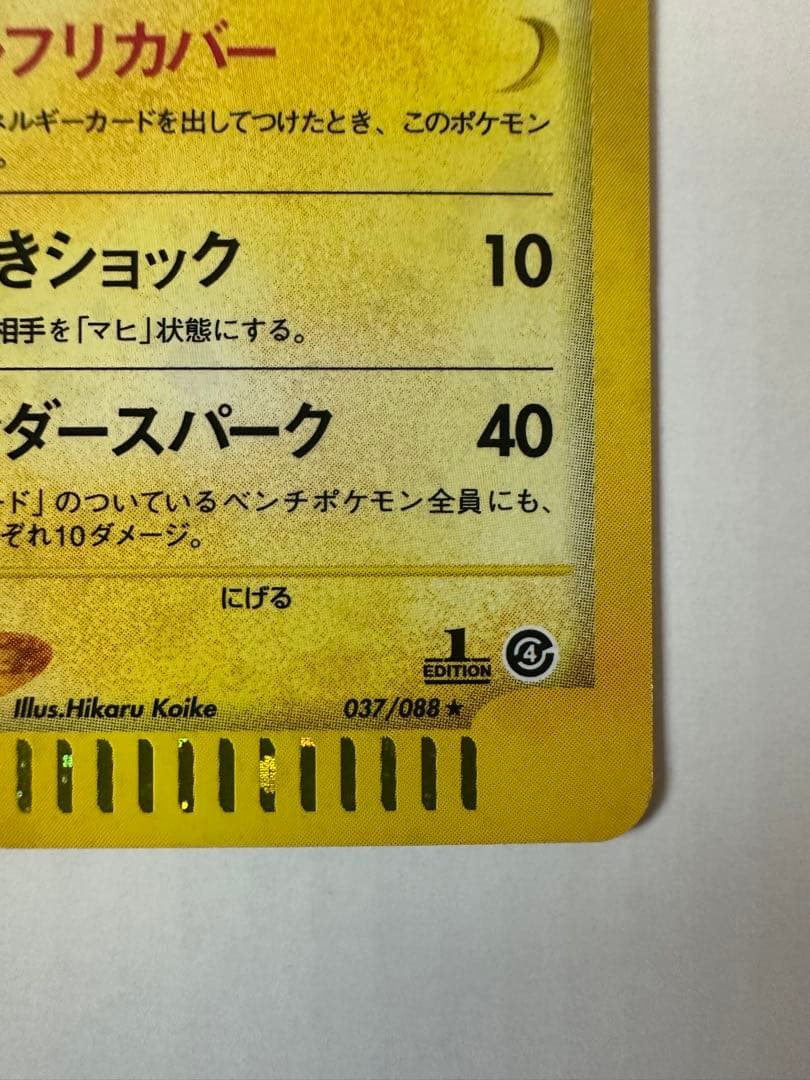 フリカバー
ネルギーカードを出してつけたとき、このポケモン
。
きショック 10
相手を「マヒ」状態にする。
ダースパーク 40
ード」のついているベンチポケモン全員にも、
ぞれ10ダメージ。
にげる
1
EDITION
4
Illus.Hikaru Koike 037/088★